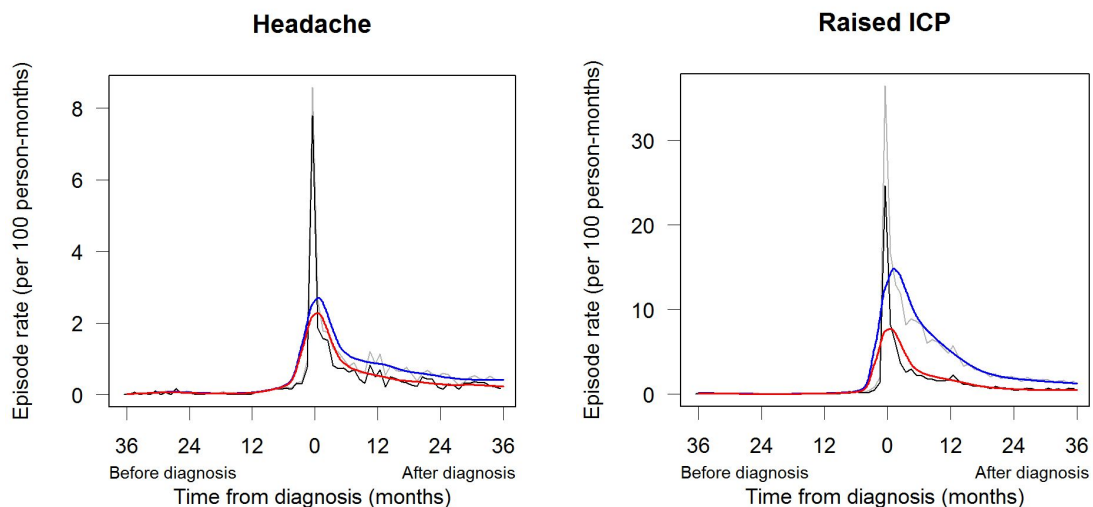 Headache
Episode rate (per 100 person-months)
8
6
4
2
0
36 24 12 0 12 24 36
Before diagnosis After diagnosis
Time from diagnosis (months)
Raised ICP
Episode rate (per 100 person-months)
30
20
10
0
36 24 12 0 12 24 36
Before diagnosis After diagnosis
Time from diagnosis (months)